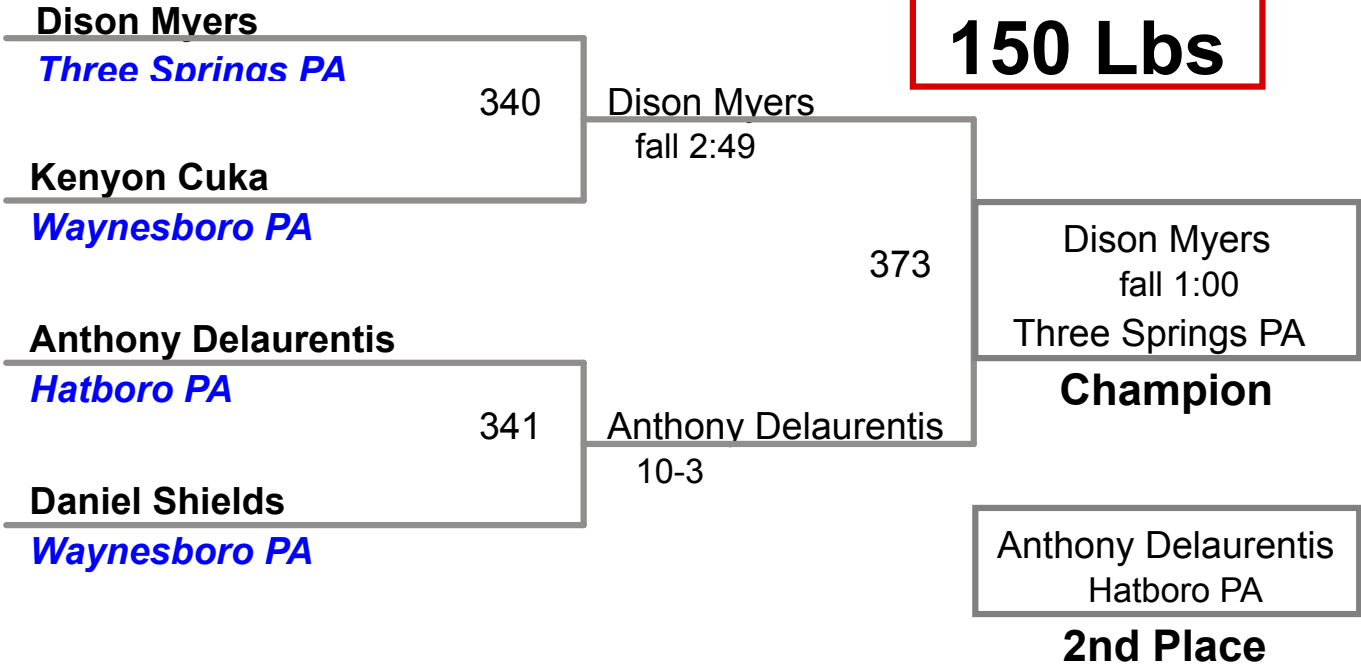 Dison Myers
Three Springs PA
150 Lbs
340
Dison Myers
fall 2:49
Kenyon Cuka
Waynesboro PA
373
Dison Myers
fall 1:00
Three Springs PA
Champion
Anthony Delaurentis
Hatboro PA
341
Anthony Delaurentis
10-3
Daniel Shields
Waynesboro PA
Anthony Delaurentis
Hatboro PA
2nd Place